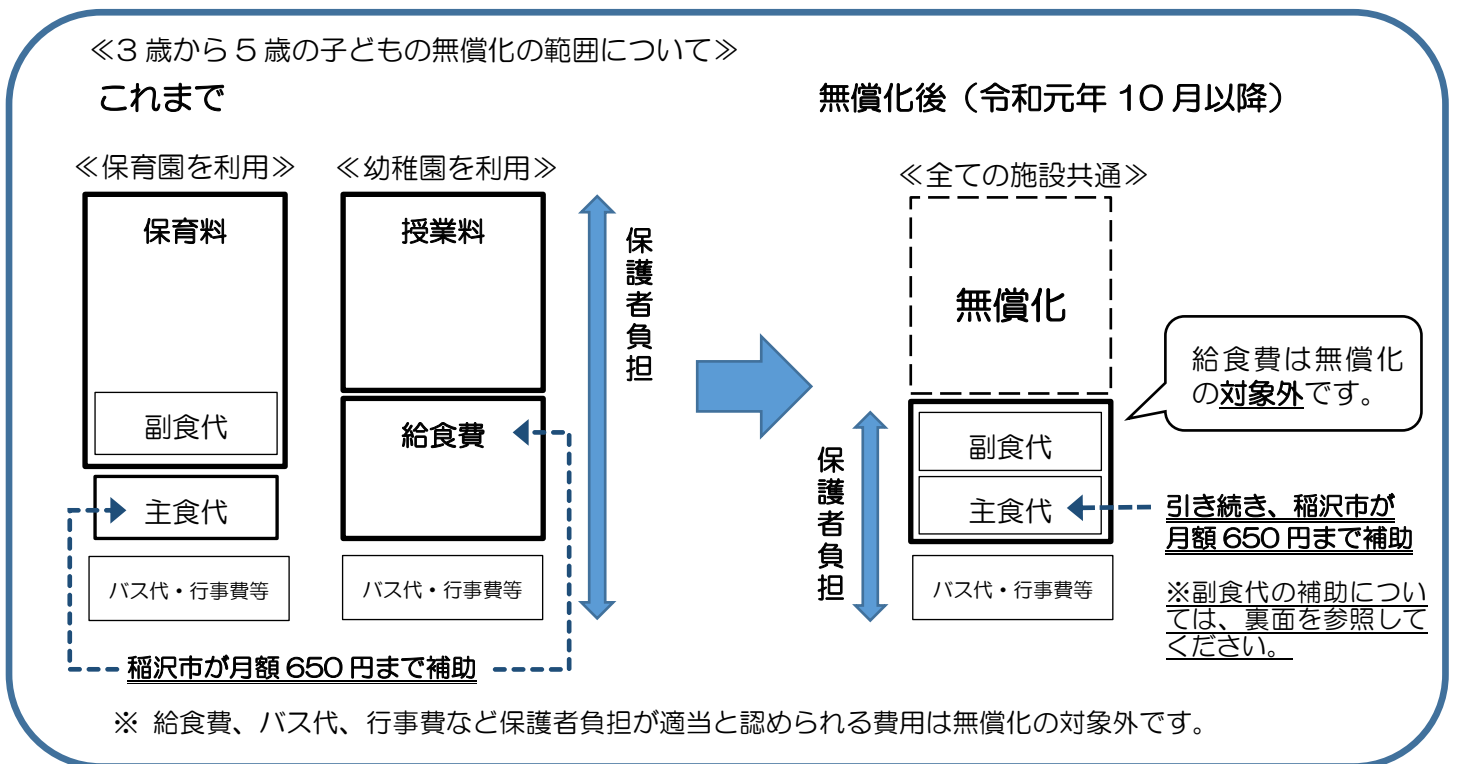 ≪3歳から5歳の子どもの無償化の範囲について≫
これまで
≪保育園を利用≫
保育料
副食代
主食代
バス代・行事費等
≪幼稚園を利用≫
授業料
給食費
バス代・行事費等
保護者負担
稲沢市が月額650円まで補助
無償化後（令和元年10月以降）
≪全ての施設共通≫
無償化
副食代
主食代
バス代・行事費等
保護者負担
給食費は無償化
の対象外です。
引き続き、稲沢市が
月額650円まで補助
※副食代の補助につい
ては、裏面を参照して
ください。
※ 給食費、バス代、行事費など保護者負担が適当と認められる費用は無償化の対象外です。